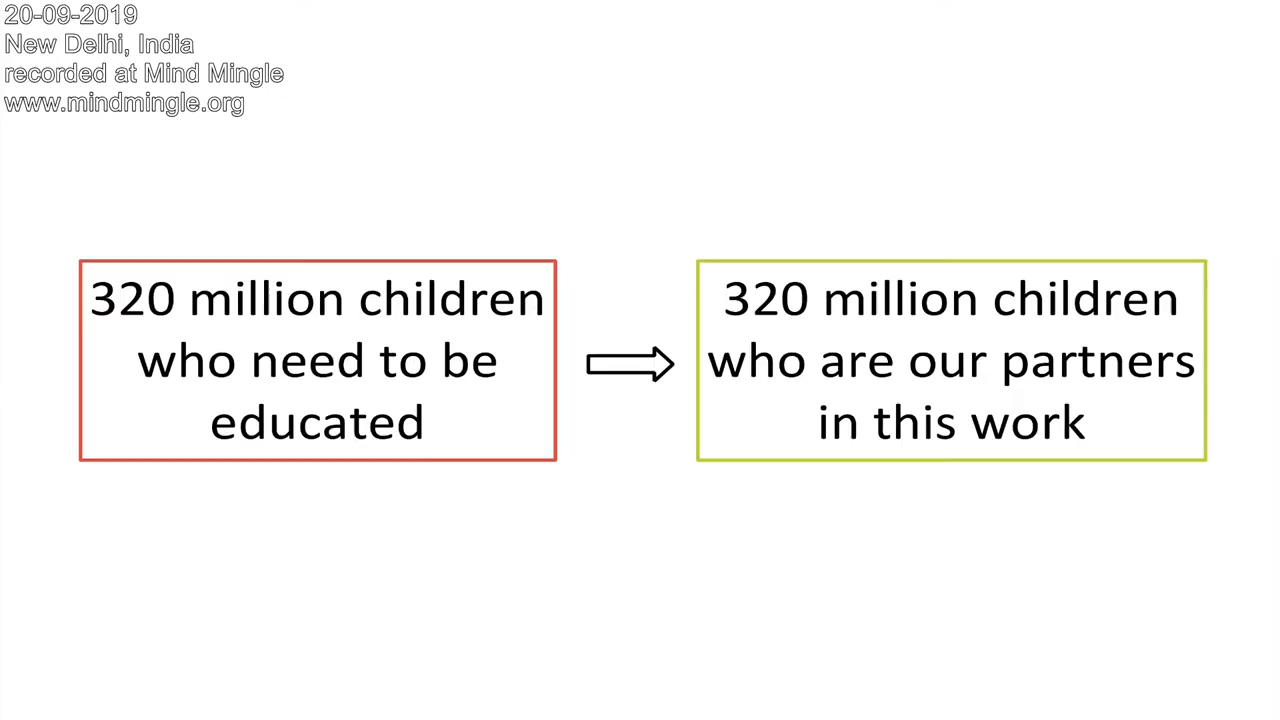 20-09-2019
New Delhi, India
recorded at Mind Mingle
www.mindmingle.org
320 million children
who need to be
educated
320 million children
who are our partners
in this work